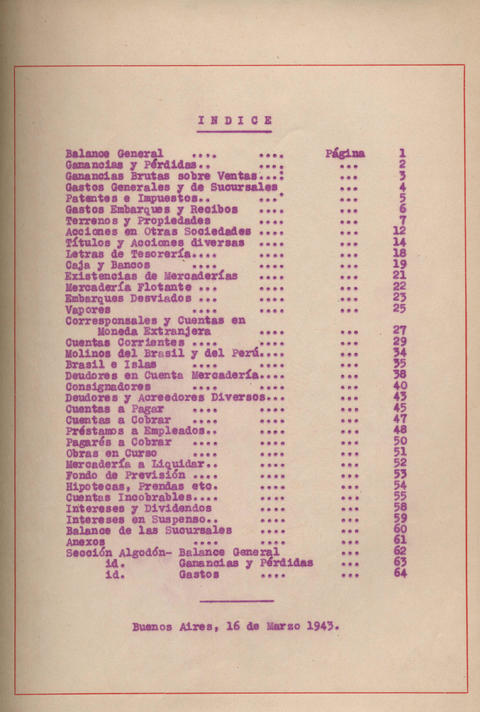 I N D I C E
Balance General .... .... Página 1
Ganancias y Pérdidas.. .... ... 2
Ganancias Brutas sobre Ventas...: ... 3
Gastos Generales y de Sucursales ... 4
Patentes e Impuestos.. ...· ... 5
Gastos Embarques y Recibos .... ... 6
Terrenos y Propiedades .... ... 7
Acciones en Otras Sociedades .... ... 12
Títulos y Acciones diversas .... ... 14
Letras de Tesorería.... .... ... 18
Caja y Bancos .... .... ... 19
Existencias de Mercaderías .... ... 21
Mercadería Flotante ... .... ... 22
Embarques Desviados ... .... ... 23
Vapores .... .... ... 25
Corresponsales y Cuentas en
Moneda Extranjera .... ... 27
Cuentas Corrientes .... .... ... 29
Molinos del Brasil y del Perú.... ... 34
Brasil e Islas .... .... ... 35
Deudores en Cuenta Mercadería.... ... 38
Consignadores .... .... ... 40
Deudores y Acreedores Diversos... ... 43
Cuentas a Pagar .... .... ... 45
Cuentas a Cobrar .... .... ... 47
Préstamos a Empleados.. .... ... 48
Pagarés a Cobrar .... .... ... 50
Obras en Curso .... .... ... 51
Mercadería a Liquidar.. .... ... 52
Fondo de Previsión .... .... ... 53
Hipotecas, Prendas etc. .... ... 54
Cuentas Incobrables.... .... ... 55
Intereses y Dividendos .... ... 58
Intereses en Suspenso.. .... ... 59
Balance de las Sucursales .... ... 60
Anexos .... .... ... 61
Sección Algodón- Balance General ... 62
id. Ganancias y Pérdidas ... 63
id. Gastos .... ... 64
Buenos Aires, 16 de Marzo 1943.